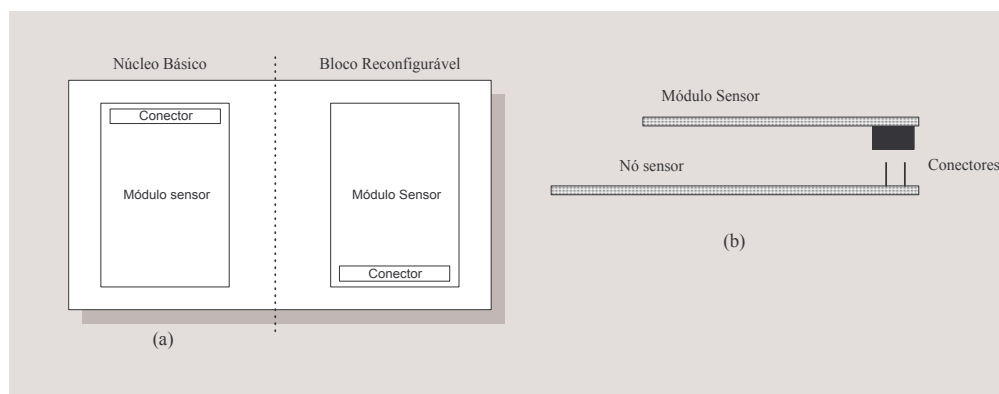 Núcleo Básico
Bloco Reconfigurável
Conector
Módulo sensor
Módulo Sensor
Conector
(a)
Módulo Sensor
Nó sensor
Conectores
(b)